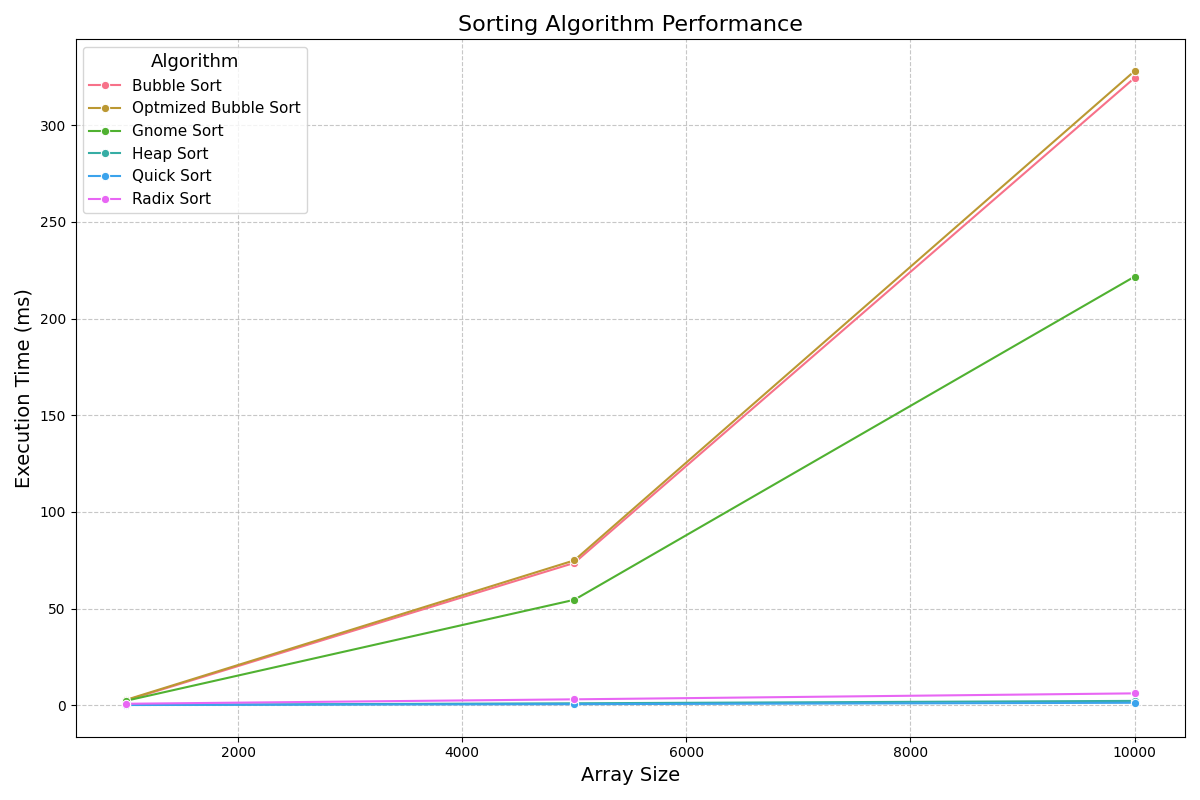 Sorting Algorithm Performance
Algorithm
Bubble Sort
Optmized Bubble Sort
Gnome Sort
Heap Sort
Quick Sort
Radix Sort
Execution Time (ms)
300
250
200
150
100
50
0
2000 4000 6000 8000 10000
Array Size